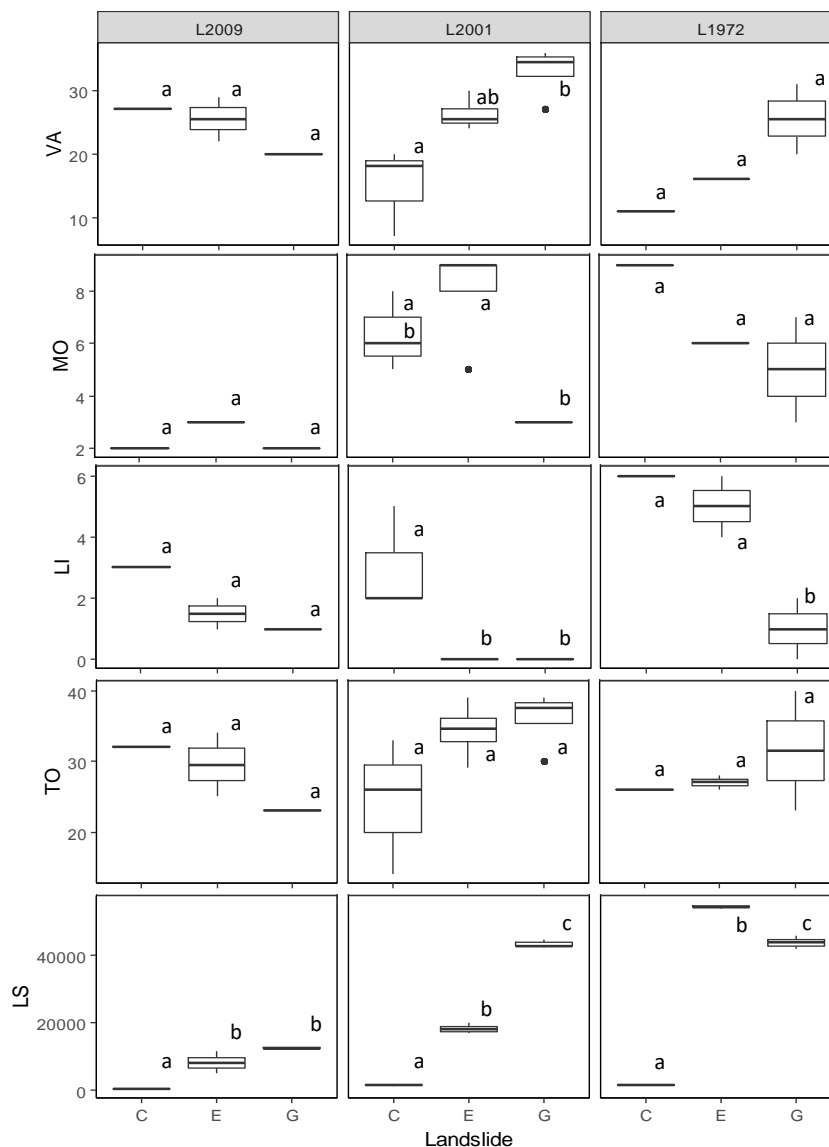 L2009 L2001 L1972
VA
30
20
10
a a a
a ab b
a a a
MO
8
6
4
2
a a a
a
b a b
a a a
LI
6
4
2
0
a a a
a b b
a a b
TO
40
30
20
a a a
a a a
a a a
LS
40000
20000
0
a b b
a b c
a b c
C E G C E G C E G
Landslide